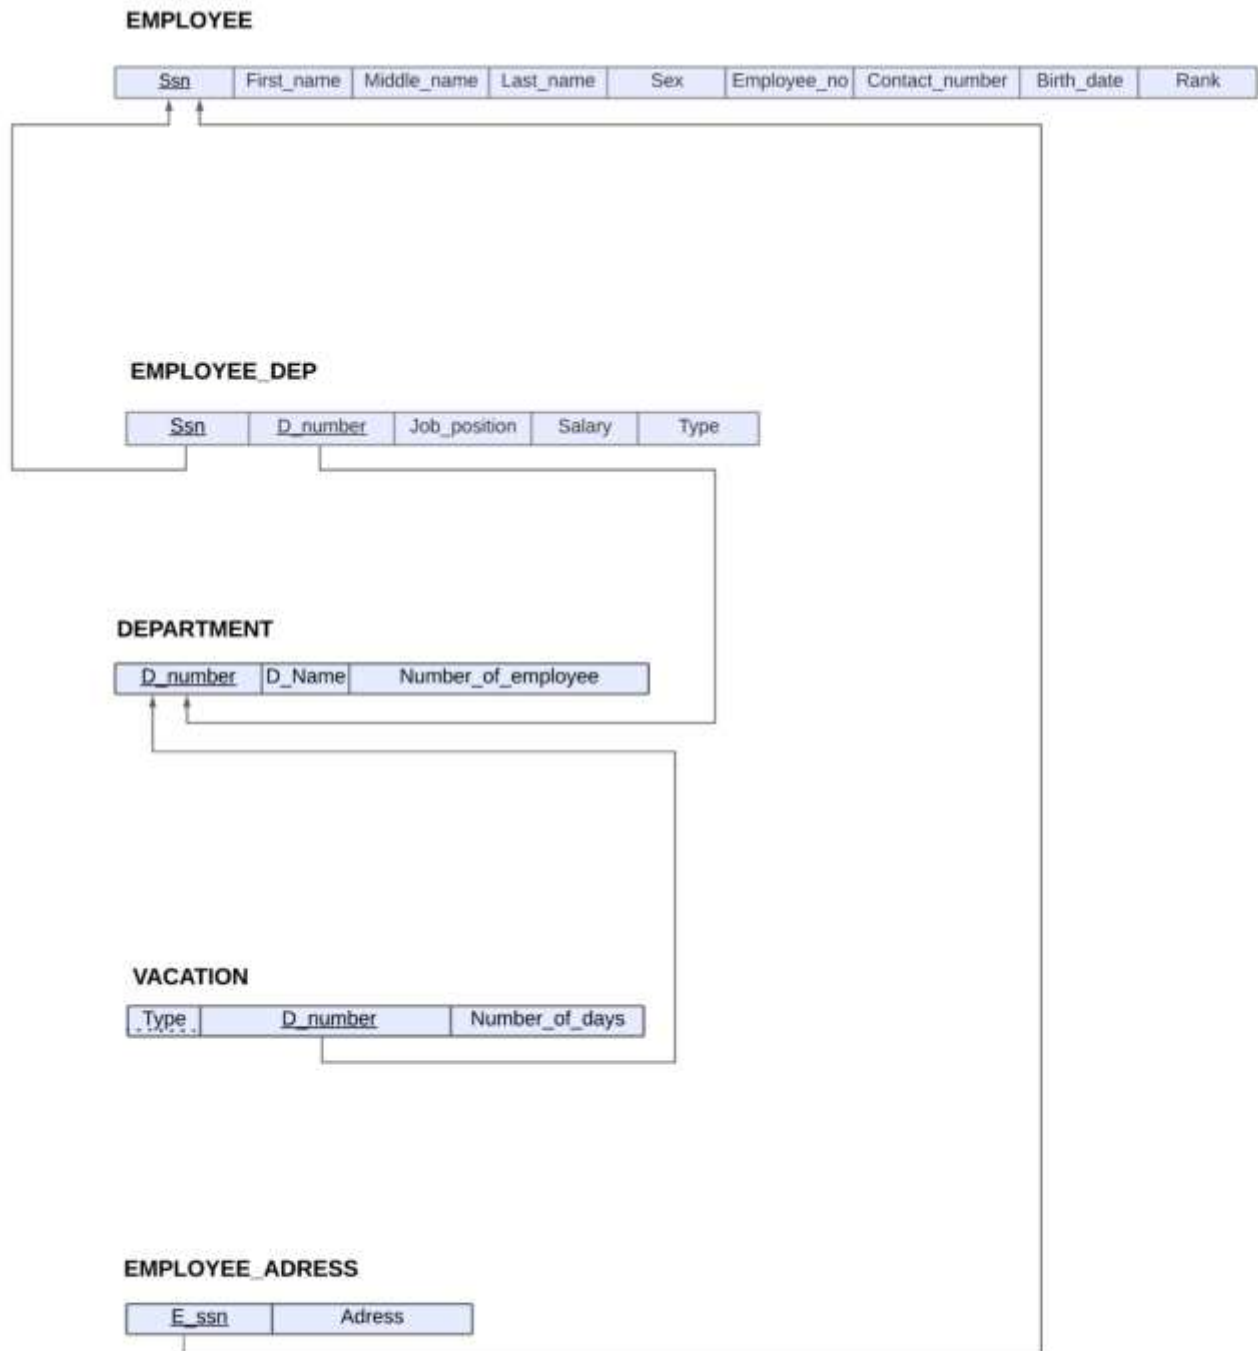 EMPLOYEE
Ssn First_name Middle_name Last_name Sex Employee_no Contact_number Birth_date Rank
EMPLOYEE_DEP
Ssn D_number Job_position Salary Type
DEPARTMENT
D_number D_Name Number_of_employee
VACATION
Type D_number Number_of_days
EMPLOYEE_ADRESS
E_ssn Adress